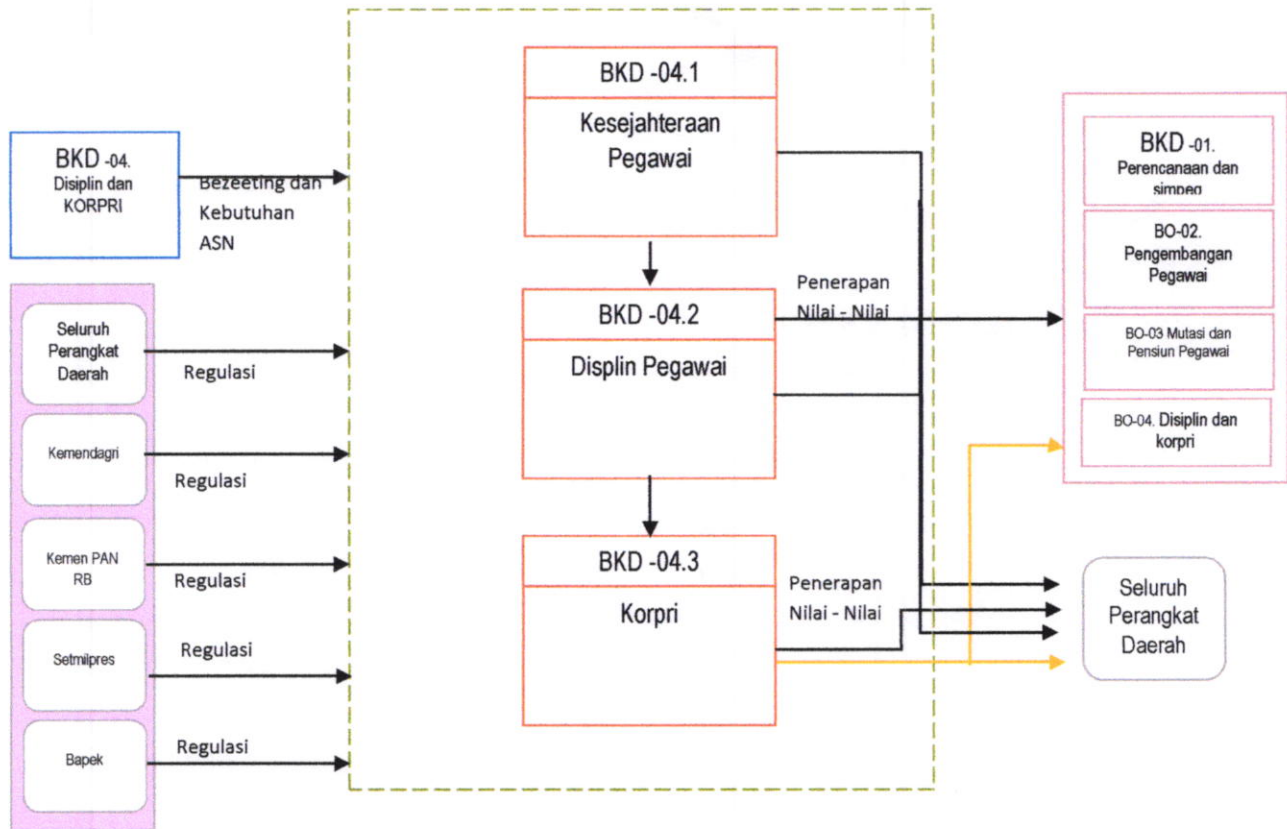 BKD -04.
Disiplin dan
KORPRI
Bezeeting dan
Kebutuhan
ASN
Seluruh
Perangkat
Daerah
Regulasi
Kemendagri
Regulasi
Kemen PAN
RB
Regulasi
Setmilpres
Regulasi
Bapek
Regulasi
BKD -04.1
Kesejahteraan
Pegawai
BKD -04.2
Displin Pegawai
Penerapan
Nilai - Nilai
BKD -04.3
Korpri
Penerapan
Nilai - Nilai
BKD -01.
Perencanaan dan
simpeg
BO-02.
Pengembangan
Pegawai
BO-03 Mutasi dan
Pensiun Pegawai
BO-04. Disiplin dan
korpri
Seluruh
Perangkat
Daerah